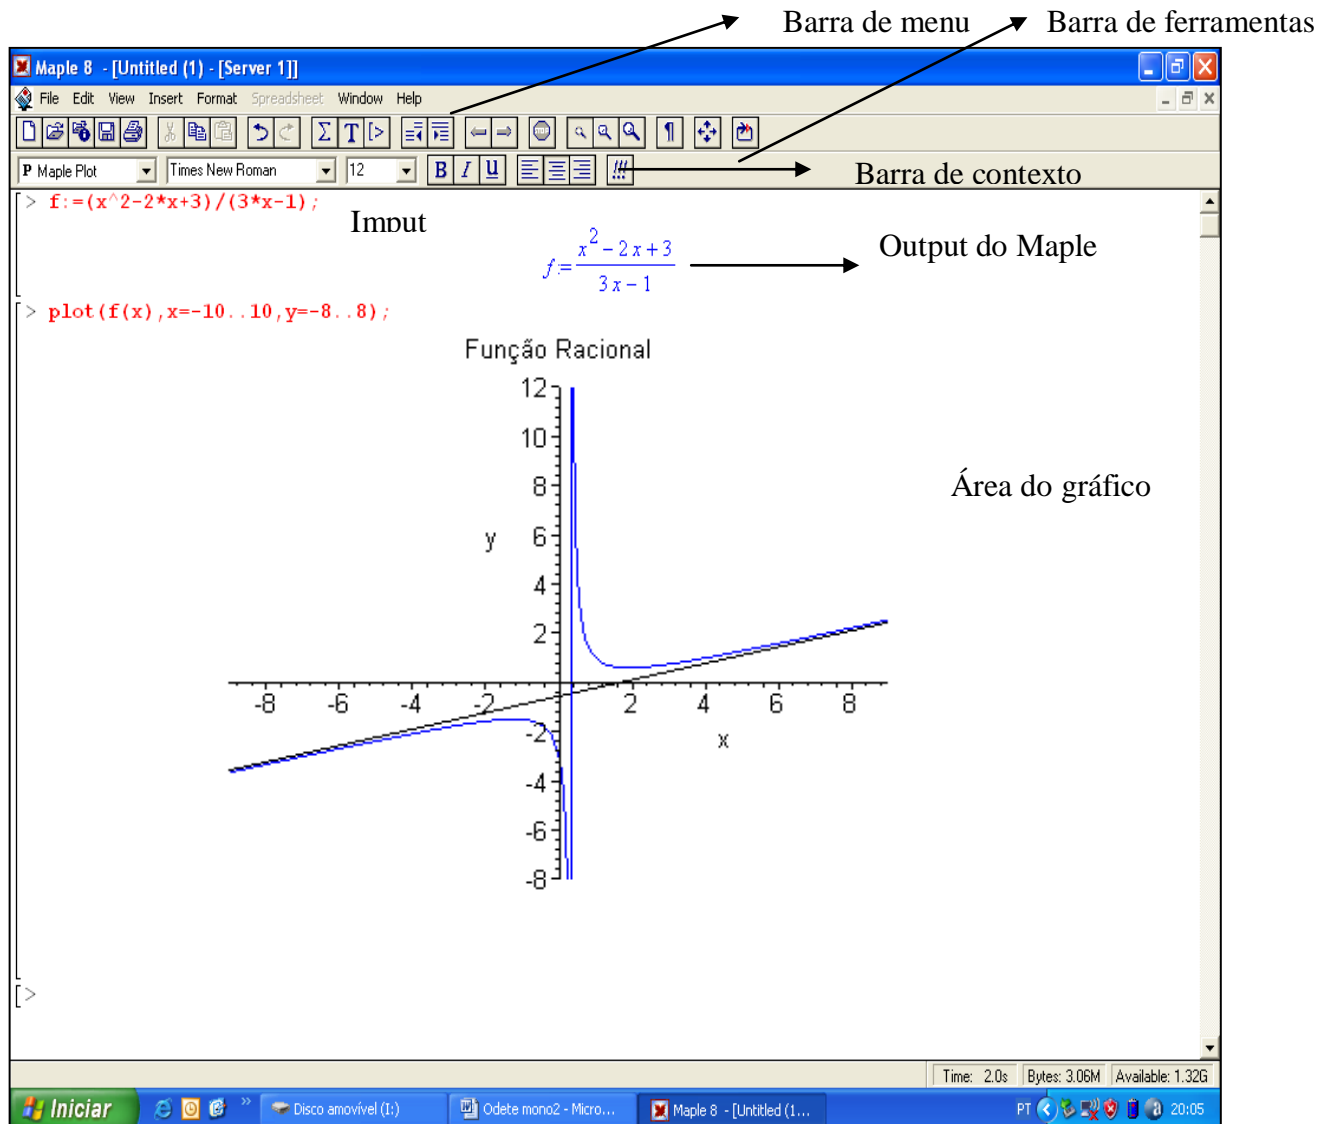 Barra de menu Barra de ferramentas
Maple 8 - [Untitled (1) - [Server 1]]
File Edit View Insert Format Spreadsheet Window Help
P Maple Plot Times New Roman 12 B I U !!!
Barra de contexto
> f:=(x^2-2*x+3)/(3*x-1);
Imput
f := x^2 - 2 x + 3 / 3 x - 1
Output do Maple
> plot(f(x),x=-10..10,y=-8..8);
Função Racional
12
10
8
Área do gráfico
y 6
4
2
-8 -6 -4 -2 2 4 6 8
-2
x
-4
-6
-8
>
Time: 2.0s Bytes: 3.06M Available: 1.32G
Iniciar » Disco amovível (I:) Odete mono2 - Micro... Maple 8 - [Untitled (1... PT 20:05